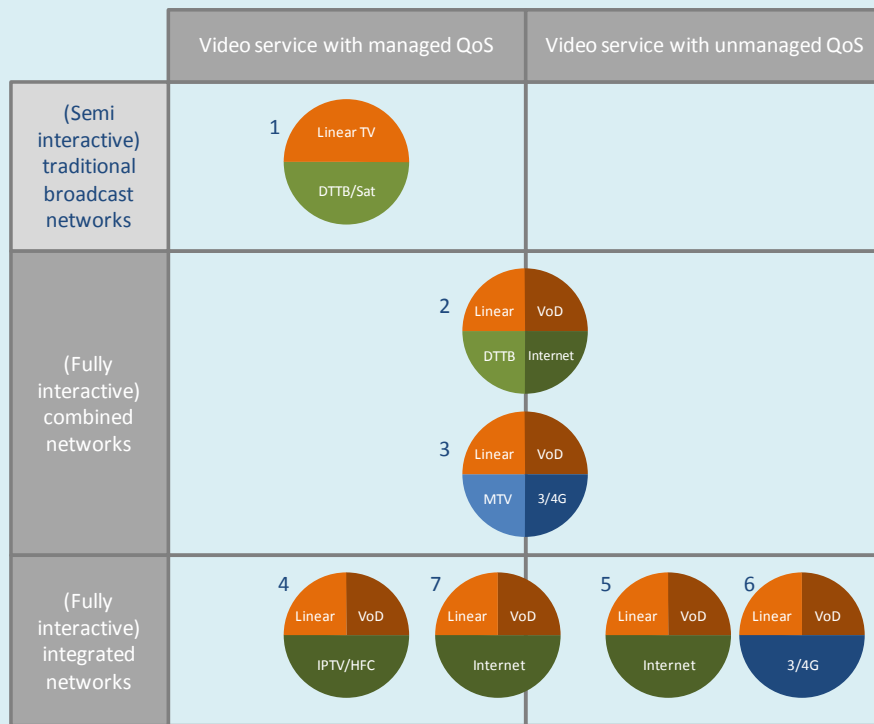 Video service with managed QoS
Video service with unmanaged QoS
(Semi
interactive)
traditional
broadcast
networks
1
Linear TV
DTTB/Sat
(Fully
interactive)
combined
networks
2
Linear
VoD
DTTB
Internet
3
Linear
VoD
MTV
3/4G
(Fully
interactive)
integrated
networks
4
Linear
VoD
IPTV/HFC
7
Linear
VoD
Internet
5
Linear
VoD
Internet
6
Linear
VoD
3/4G